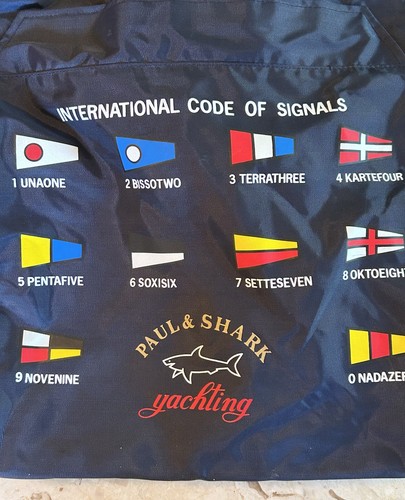 INTERNATIONAL CODE OF SIGNALS
1 UNAONE
2 BISSOTWO
3 TERRATHREE
4 KARTEFOUR
5 PENTAFIVE
6 SOXISIX
7 SETTESEVEN
8 OKTOEIGH
9 NOVENINE
0 NADAZER
PAUL & SHARK
yachting